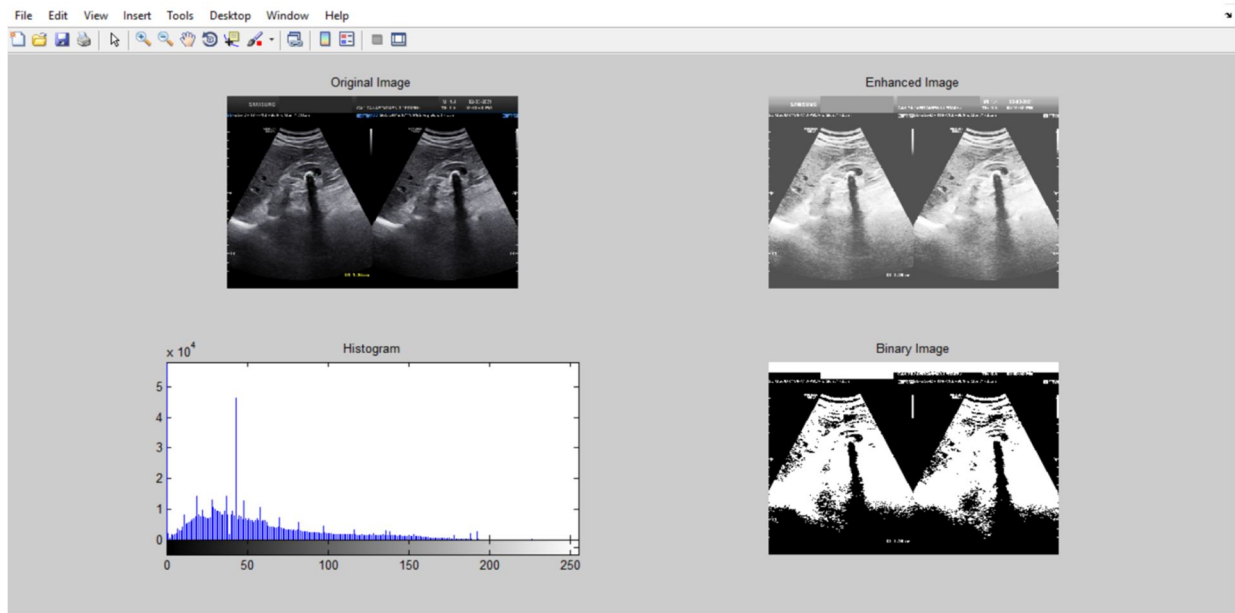 File Edit View Insert Tools Desktop Window Help
Original Image
Enhanced Image
SAMSUNG
SAMSUNG
Histogram
x 10^4
5
4
3
2
1
0
0 50 100 150 200 250
Binary Image